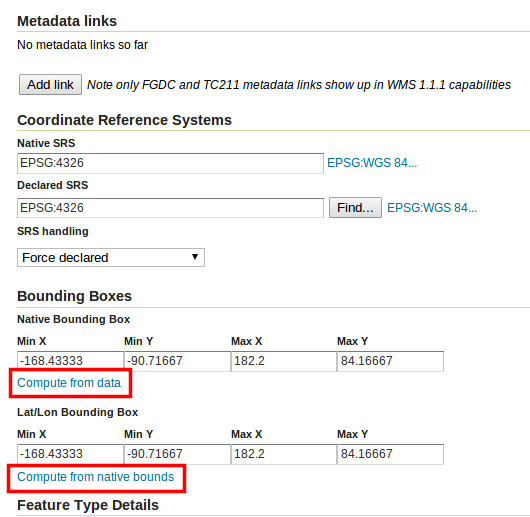 Metadata links
No metadata links so far
Add link Note only FGDC and TC211 metadata links show up in WMS 1.1.1 capabilities
Coordinate Reference Systems
Native SRS
EPSG:4326 EPSG:WGS 84...
Declared SRS
EPSG:4326 Find... EPSG:WGS 84...
SRS handling
Force declared
Bounding Boxes
Native Bounding Box
Min X Min Y Max X Max Y
-168.43333 -90.71667 182.2 84.16667
Compute from data
Lat/Lon Bounding Box
Min X Min Y Max X Max Y
-168.43333 -90.71667 182.2 84.16667
Compute from native bounds
Feature Type Details